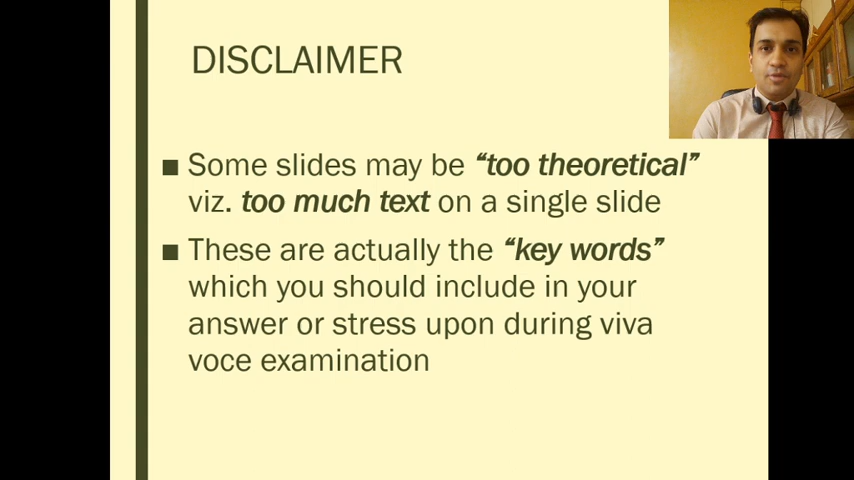 DISCLAIMER
■ Some slides may be “too theoretical”
viz. too much text on a single slide
■ These are actually the “key words”
which you should include in your
answer or stress upon during viva
voce examination